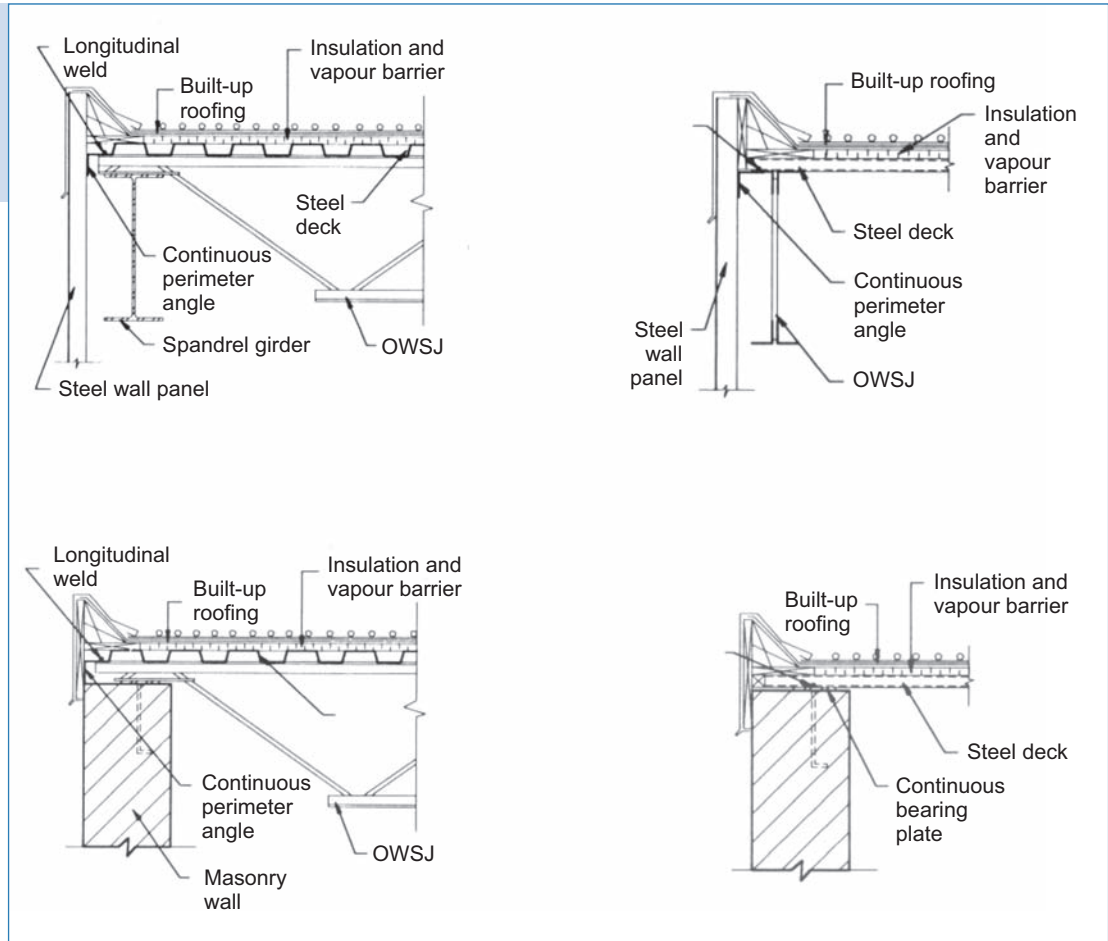 Longitudinal
weld
Built-up
roofing
Insulation and
vapour barrier
Steel
deck
Continuous
perimeter
angle
Spandrel girder
OWSJ
Steel wall panel
Built-up roofing
Insulation
and
vapour
barrier
Steel deck
Continuous
perimeter
angle
Steel
wall
panel
OWSJ
Longitudinal
weld
Built-up
roofing
Insulation and
vapour barrier
Continuous
perimeter
angle
OWSJ
Masonry
wall
Built-up
roofing
Insulation and
vapour barrier
Steel deck
Continuous
bearing
plate